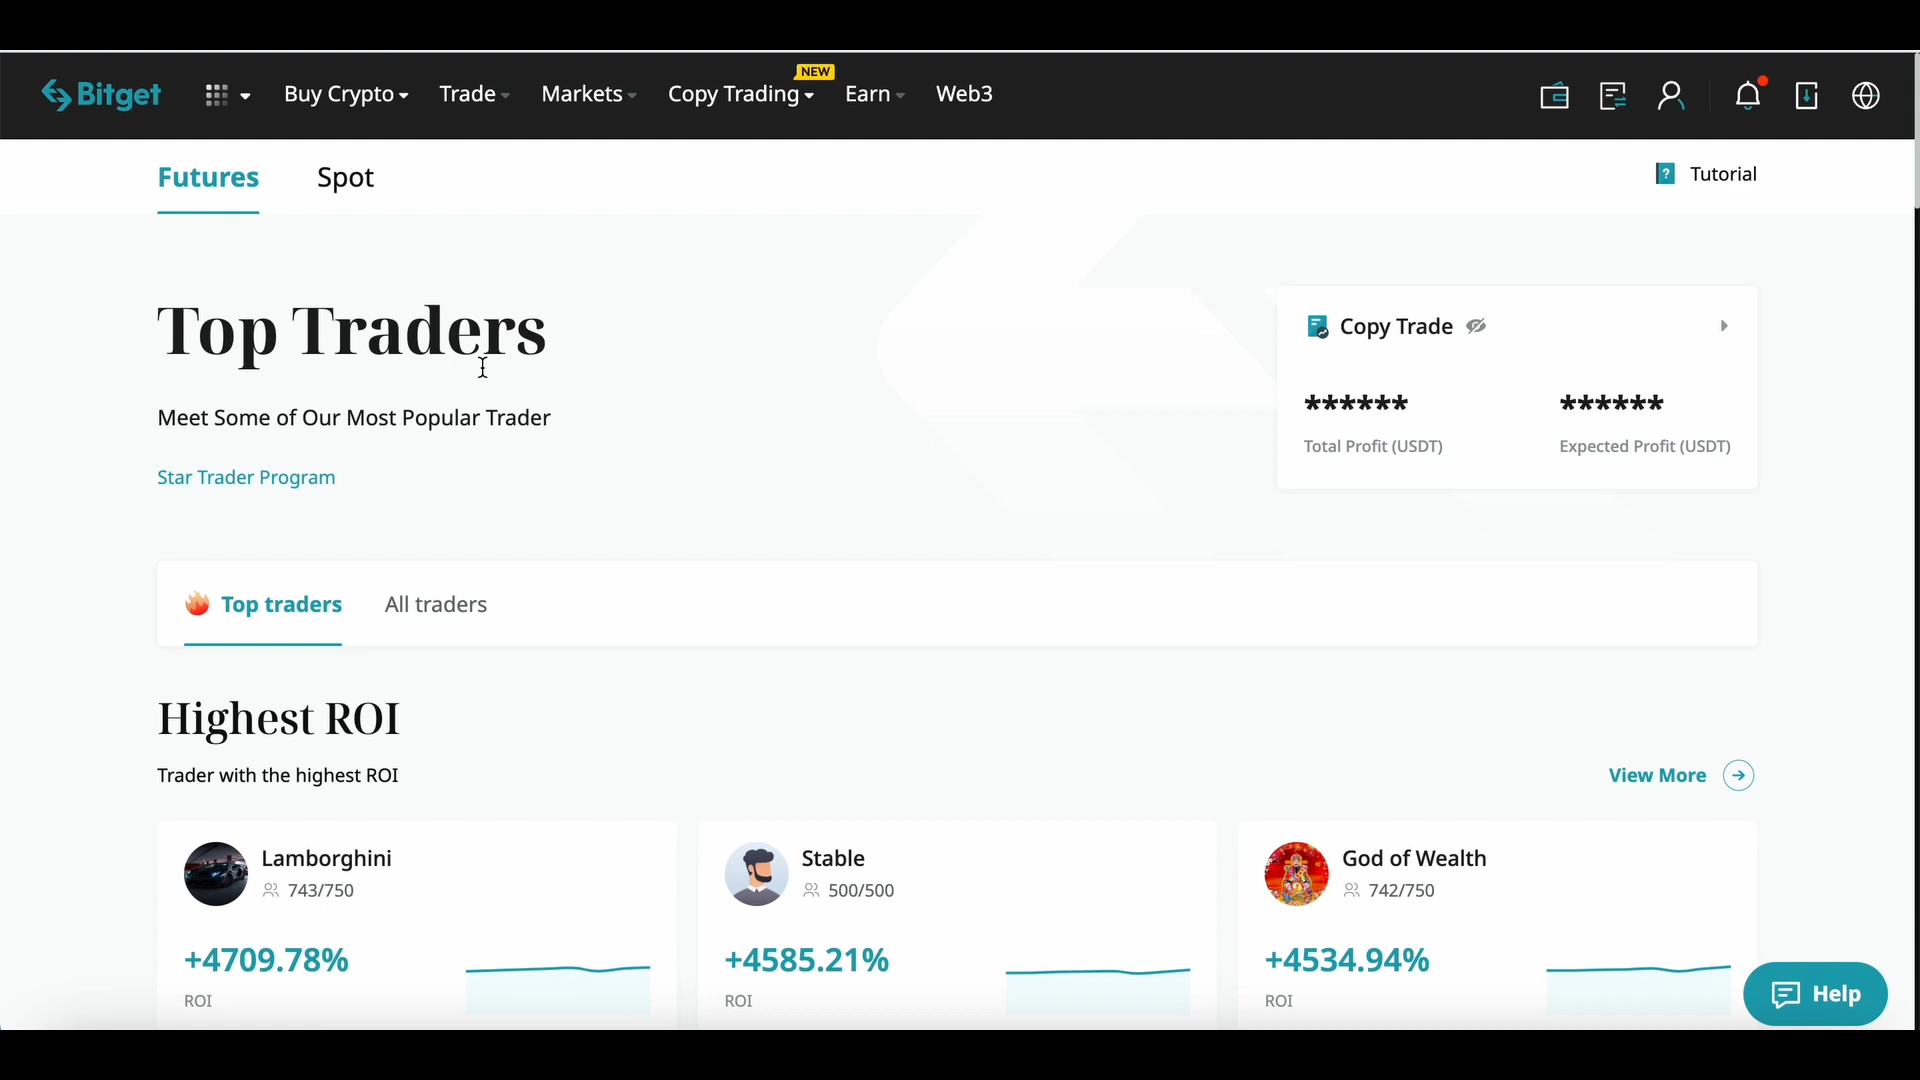 Bitget
Buy Crypto Trade Markets Copy Trading NEW Earn Web3
Futures Spot
Tutorial
Top Traders
Meet Some of Our Most Popular Trader
Star Trader Program
Copy Trade
****** ******
Total Profit (USDT) Expected Profit (USDT)
Top traders All traders
Highest ROI
Trader with the highest ROI
View More
Lamborghini
743/750
+4709.78%
ROI
Stable
500/500
+4585.21%
ROI
God of Wealth
742/750
+4534.94%
ROI
Help